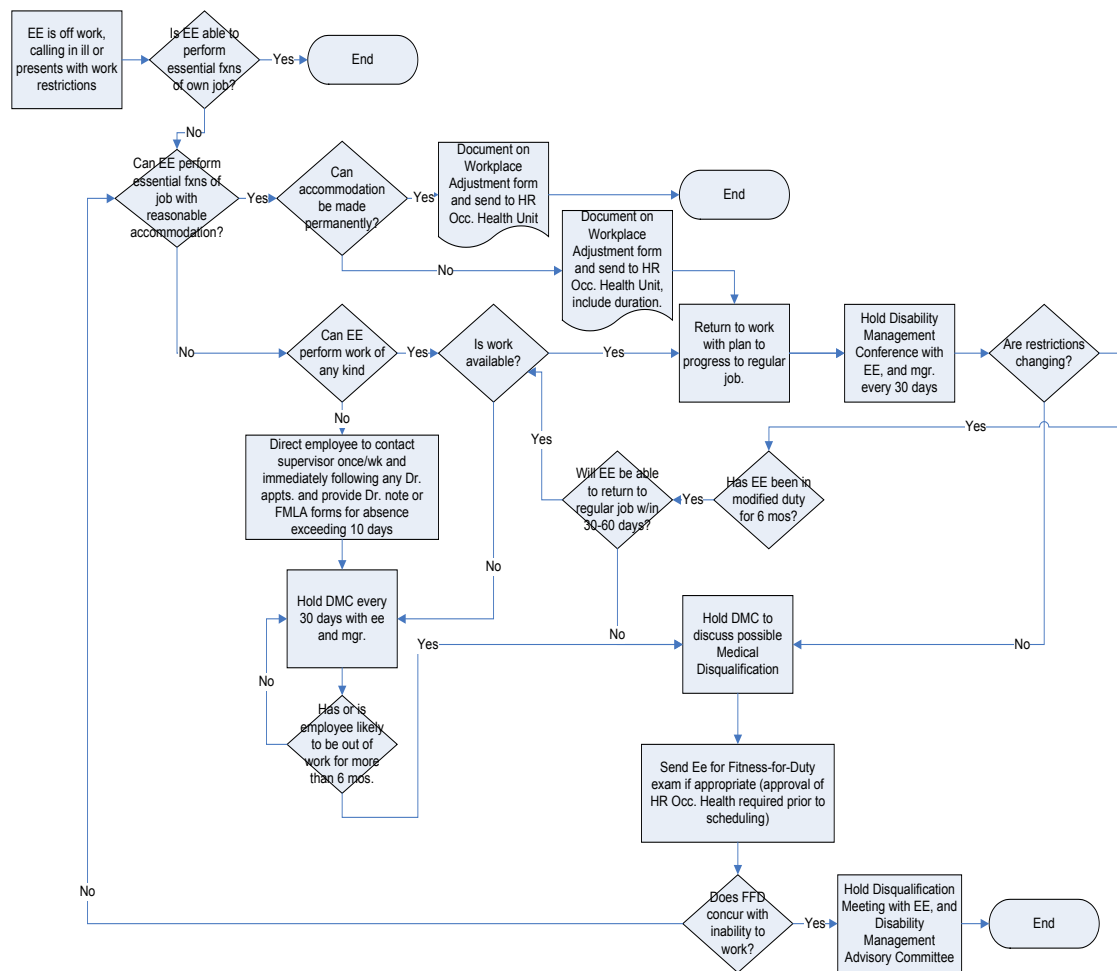 EE is off work,
calling in ill or
presents with work
restrictions
Is EE able to
perform
essential fxns
of own job?
Yes
End
No
Can EE perform
essential fxns of
job with
reasonable
accommodation?
Yes
Can
accommodation
be made
permanently?
Yes
Document on
Workplace
Adjustment form
and send to HR
Occ. Health Unit
End
No
Document on
Workplace
Adjustment form
and send to HR
Occ. Health Unit,
include duration.
No
Can EE
perform work of
any kind
Yes
Is work
available?
Yes
Return to work
with plan to
progress to regular
job.
Hold Disability
Management
Conference with
EE, and mgr.
every 30 days
Are restrictions
changing?
No
Direct employee to contact
supervisor once/wk and
immediately following any Dr.
appts. and provide Dr. note or
FMLA forms for absence
exceeding 10 days
Yes
Will EE be able
to return to
regular job w/in
30-60 days?
Yes
Has EE been in
modified duty
for 6 mos?
Yes
No
Hold DMC every
30 days with ee
and mgr.
No
Yes
Hold DMC to
discuss possible
Medical
Disqualification
No
No
Has or is
employee likely
to be out of
work for more
than 6 mos.
Send Ee for Fitness-for-Duty
exam if appropriate (approval of
HR Occ. Health required prior to
scheduling)
No
Does FFD
concur with
inability to
work?
Yes
Hold Disqualification
Meeting with EE, and
Disability
Management
Advisory Committee
End